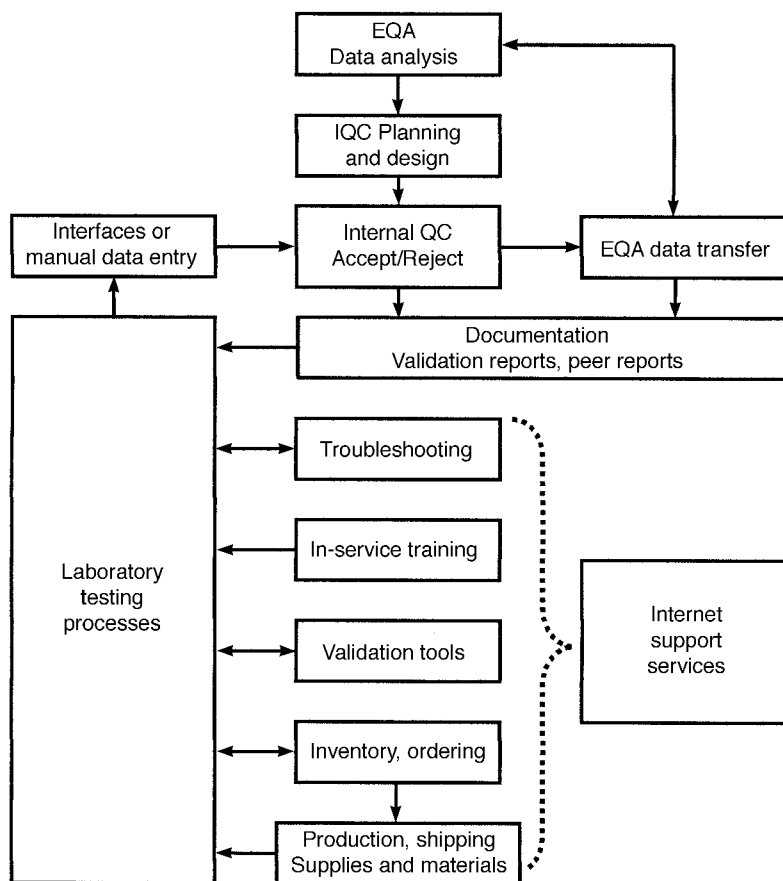 EQA
Data analysis
IQC Planning
and design
Interfaces or
manual data entry
Internal QC
Accept/Reject
EQA data transfer
Documentation
Validation reports, peer reports
Troubleshooting
In-service training
Laboratory
testing
processes
Internet
support
services
Validation tools
Inventory, ordering
Production, shipping
Supplies and materials